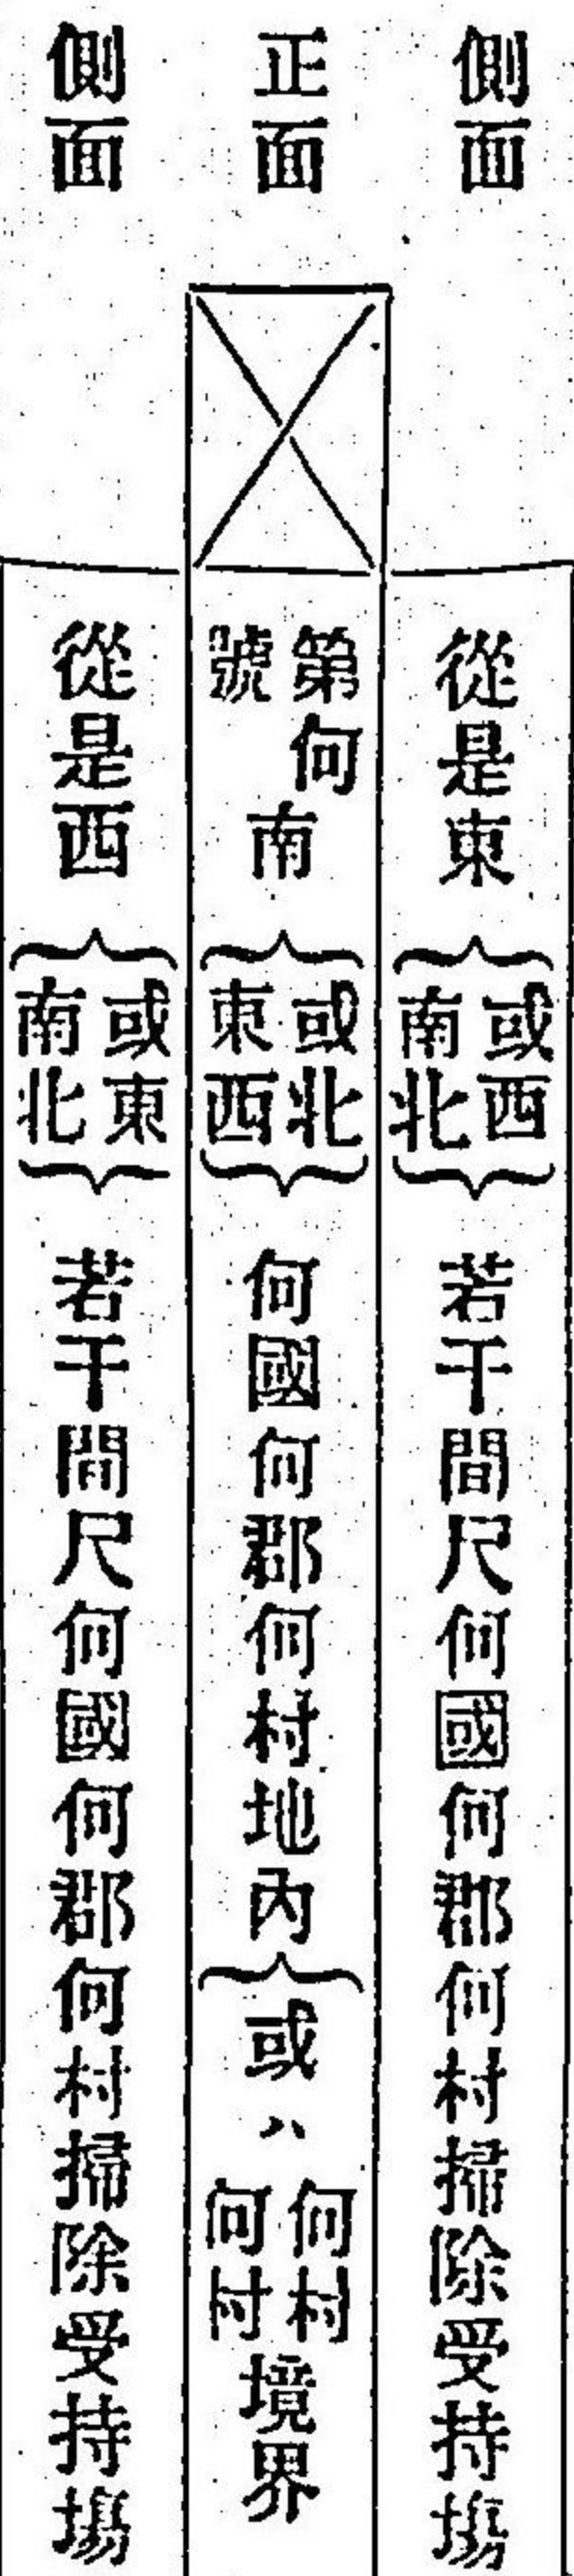 側面
從是東
︷或西南北︸
若干間尺何國何郡何村掃除受持塲
正面
第何號
南
︷或北東西︸
何國何郡何村地內
︷或ハ
何村何村
境界
側面
從是西
︷或東南北︸
若干間尺何國何郡何村掃除受持塲